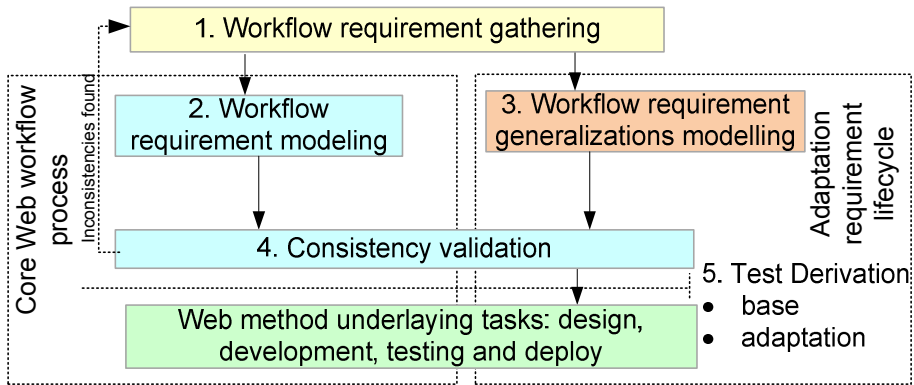 1. Workflow requirement gathering
Core Web workflow
process
Inconsistencies found
2. Workflow
requirement modeling
3. Workflow requirement
generalizations modelling
Adaptation
requirement
lifecycle
4. Consistency validation
5. Test Derivation
• base
• adaptation
Web method underlaying tasks: design,
development, testing and deploy